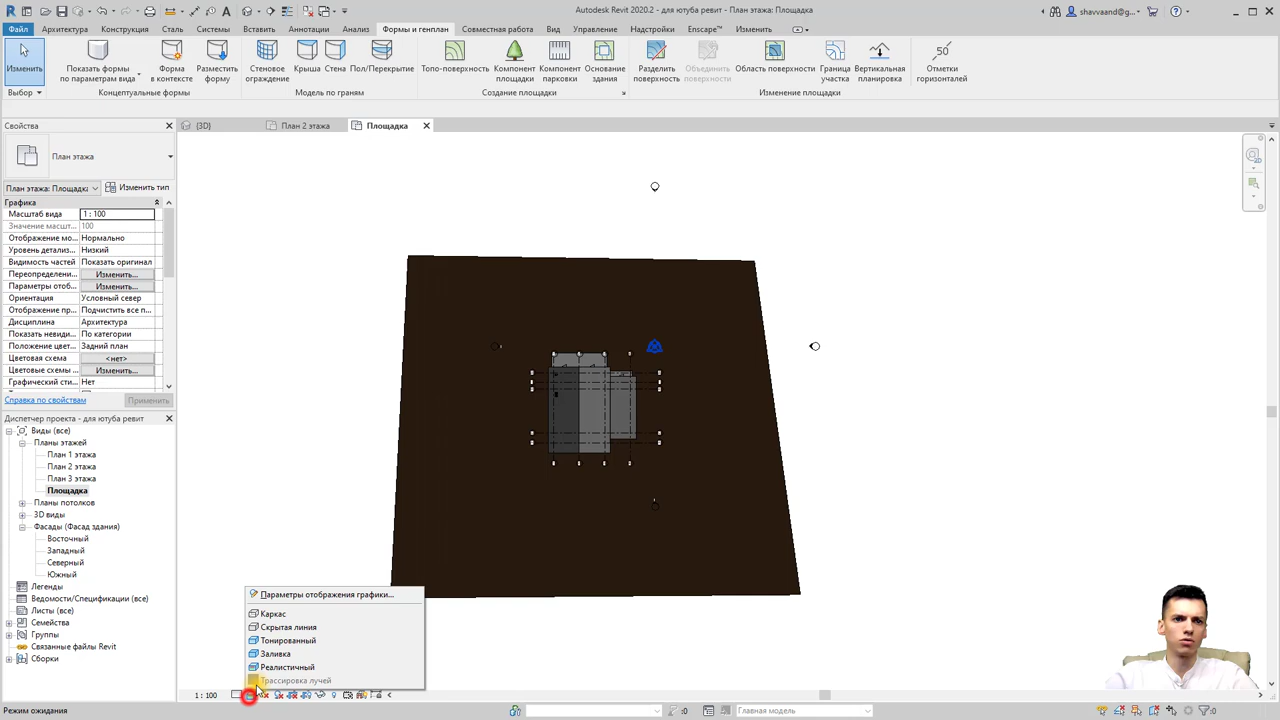 Autodesk Revit 2020.2 - План этажа: Площадка
shavvaand@g...
Файл Архитектура Конструкция Сталь Системы Вставить Аннотации Анализ Формы и генплан Совместная работа Вид Управление Надстройки Enscape™ Изменить
Изменить
Показать формы по параметрам вида
Форма в контексте
Разместить форму
Стеновое ограждение
Крыша
Стена
Пол/Перекрытие
Топо-поверхность
Компонент площадки
Компонент парковки
Основание здания
Разделить поверхность
Объединить поверхности
Область поверхности
Граница участка
Вертикальная планировка
50
Отметки горизонталей
Выбор
Концептуальные формы
Модель по граням
Создание площадки
Изменение площадки
Свойства
{3D}
План 2 этажа
Площадка
План этажа
План этажа: Площадка
Изменить тип
Графика
Масштаб вида 1 : 100
Значение масшт... 100
Отображение мо... Нормально
Уровень детализ... Низкий
Видимость частей Показать оригинал
Переопределени... Изменить...
Параметры отоб... Изменить...
Ориентация Условный север
Отображение пр... Подчистить все п...
Дисциплина Архитектура
Показать невиди... По категории
Положение цвет... Задний план
Цветовая схема <нет>
Цветовые схемы ... Изменить...
Графический сти... Нет
Справка по свойствам
Применить
Диспетчер проекта - для ютуба ревит
Виды (все)
Планы этажей
План 1 этажа
План 2 этажа
План 3 этажа
Площадка
Планы потолков
3D виды
Фасады (Фасад здания)
Восточный
Западный
Северный
Южный
Легенды
Ведомости/Спецификации (все)
Листы (все)
Семейства
Группы
Связанные файлы Revit
Сборки
Параметры отображения графики...
Каркас
Скрытая линия
Тонированный
Заливка
Реалистичный
Трассировка лучей
1 : 100
Режим ожидания
:0
Главная модель
:0